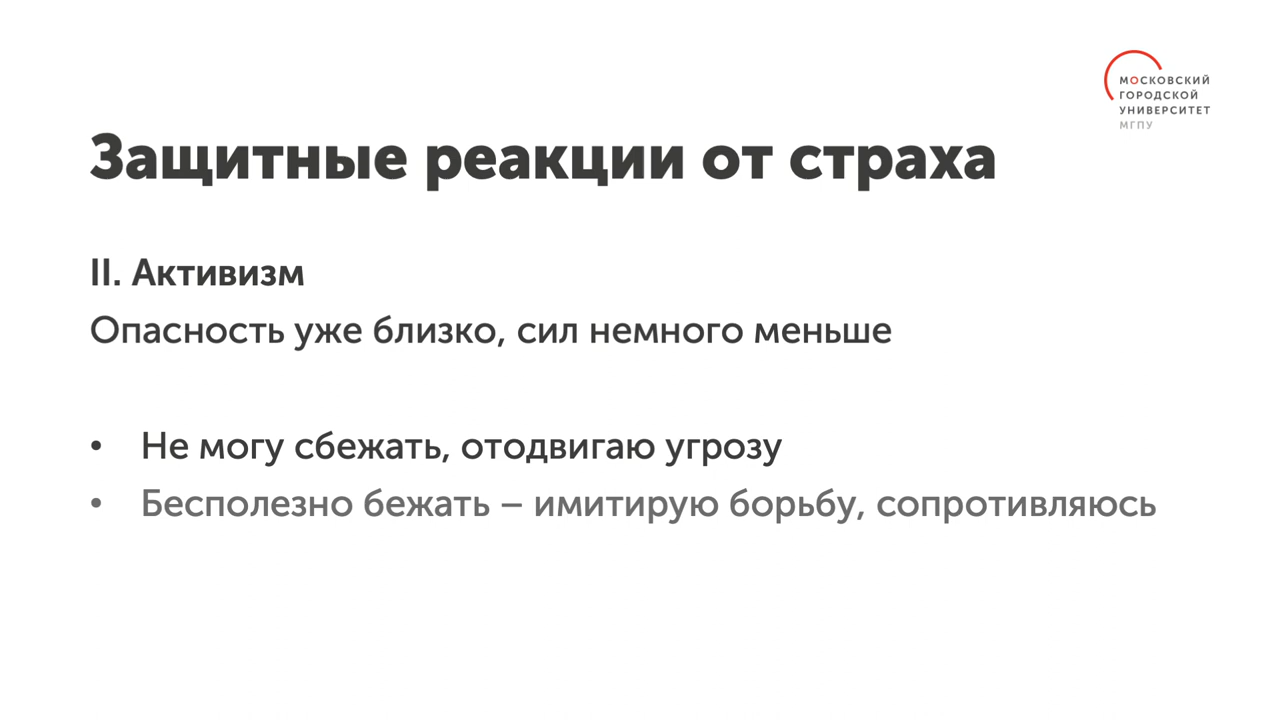 МОСКОВСКИЙ
ГОРОДСКОЙ
УНИВЕРСИТЕТ
МГПУ
Защитные реакции от страха
II. Активизм
Опасность уже близко, сил немного меньше
• Не могу сбежать, отодвигаю угрозу
• Бесполезно бежать – имитирую борьбу, сопротивляюсь